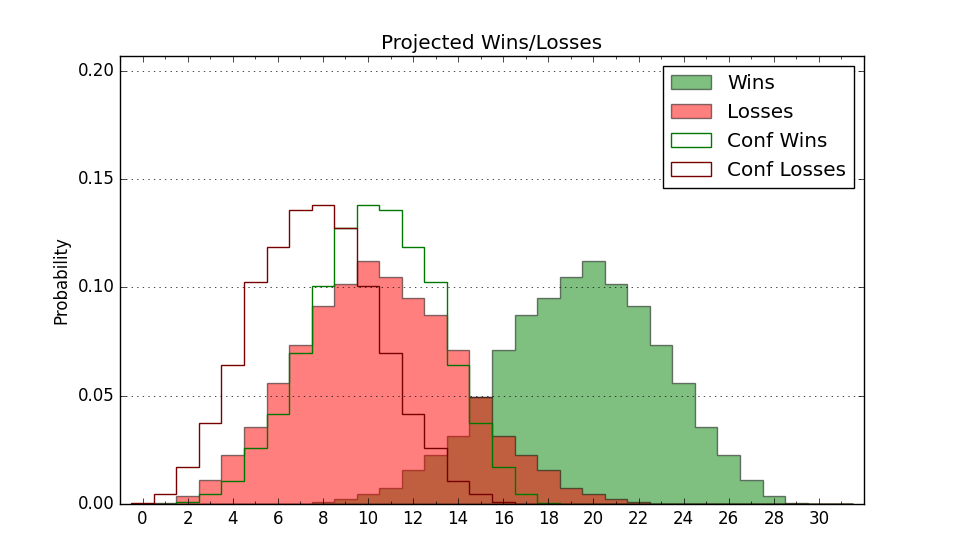 Projected Wins/Losses
0.20
0.15
0.10
0.05
0.00
Probability
Wins
Losses
Conf Wins
Conf Losses
0 2 4 6 8 10 12 14 16 18 20 22 24 26 28 30